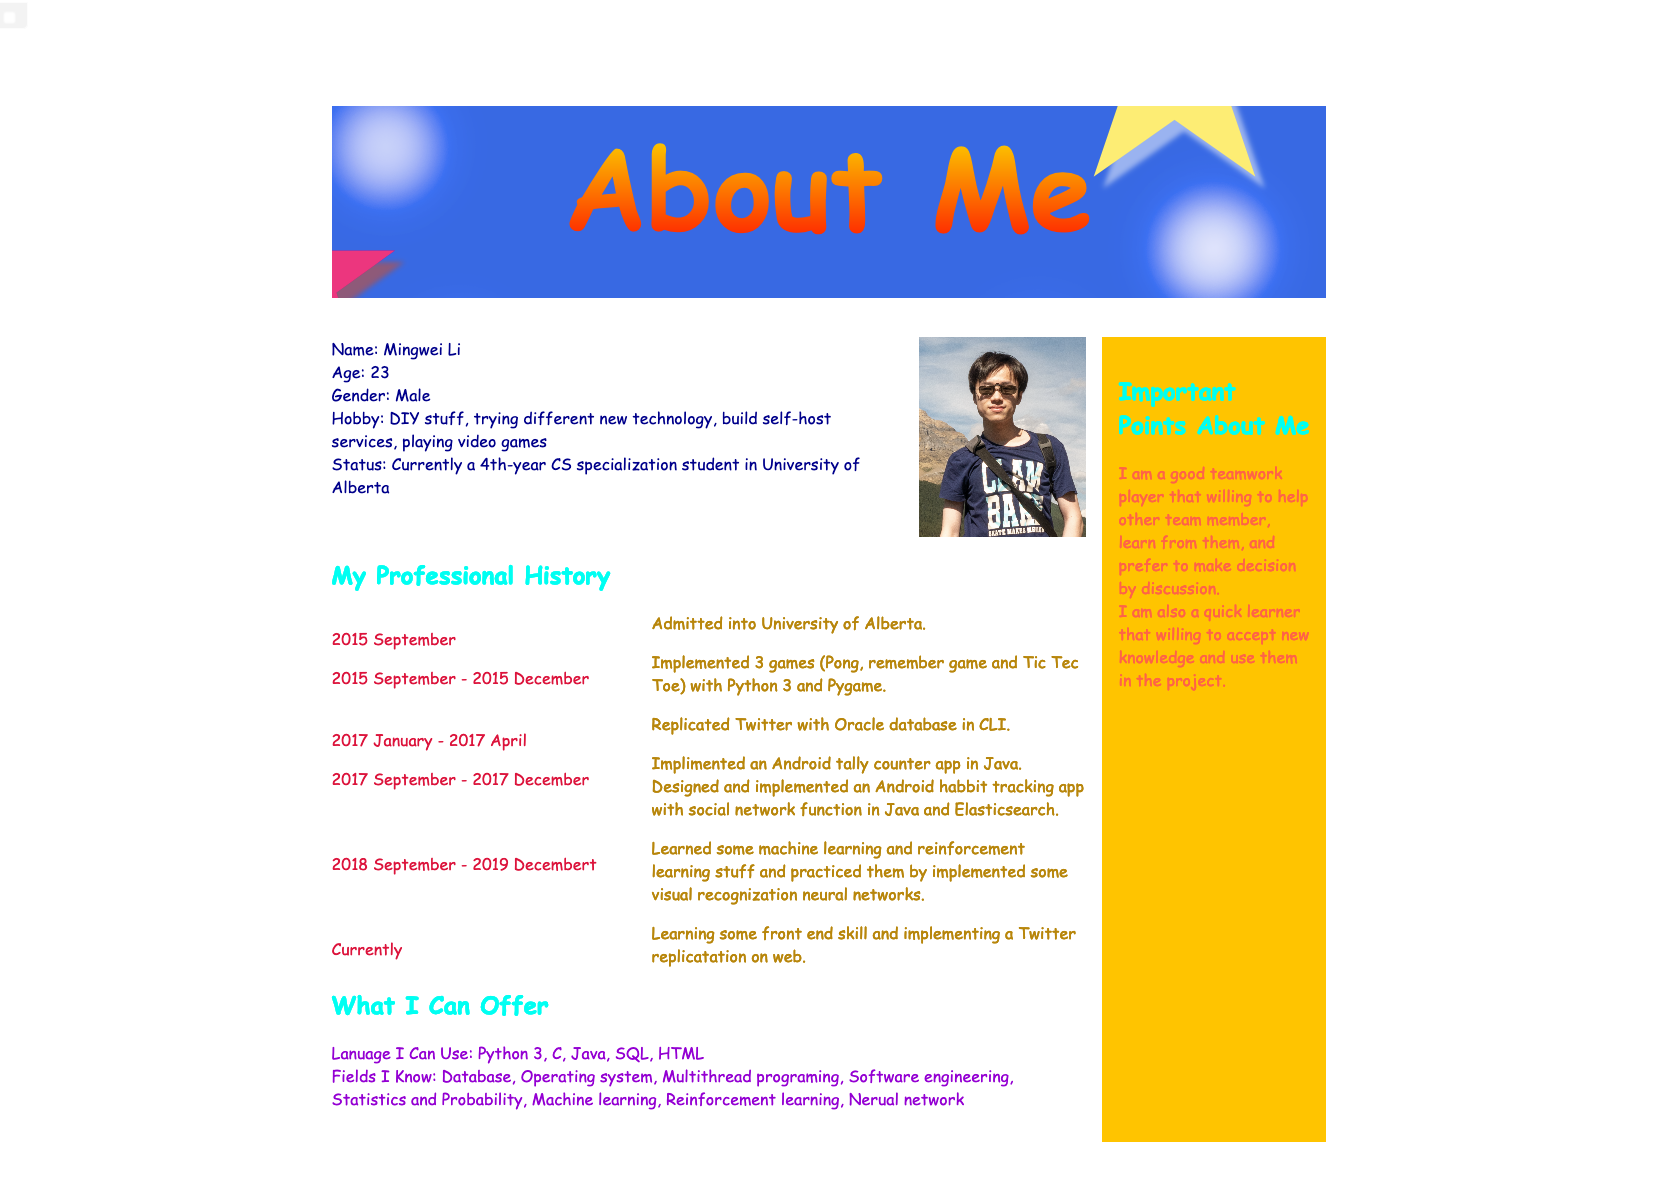 About Me
Name: Mingwei Li
Age: 23
Gender: Male
Hobby: DIY stuff, trying different new technology, build self-host
services, playing video games
Status: Currently a 4th-year CS specialization student in University of
Alberta
CLAM
My Professional History
2015 September
Admitted into University of Alberta.
2015 September - 2015 December
Implemented 3 games (Pong, remember game and Tic Tec
Toe) with Python 3 and Pygame.
2017 January - 2017 April
Replicated Twitter with Oracle database in CLI.
2017 September - 2017 December
Implimented an Android tally counter app in Java.
Designed and implemented an Android habbit tracking app
with social network function in Java and Elasticsearch.
2018 September - 2019 Decembert
Learned some machine learning and reinforcement
learning stuff and practiced them by implemented some
visual recognization neural networks.
Currently
Learning some front end skill and implementing a Twitter
replicatation on web.
What I Can Offer
Lanuage I Can Use: Python 3, C, Java, SQL, HTML
Fields I Know: Database, Operating system, Multithread programing, Software engineering,
Statistics and Probability, Machine learning, Reinforcement learning, Nerual network
Important
Points About Me
I am a good teamwork
player that willing to help
other team member,
learn from them, and
prefer to make decision
by discussion.
I am also a quick learner
that willing to accept new
knowledge and use them
in the project.